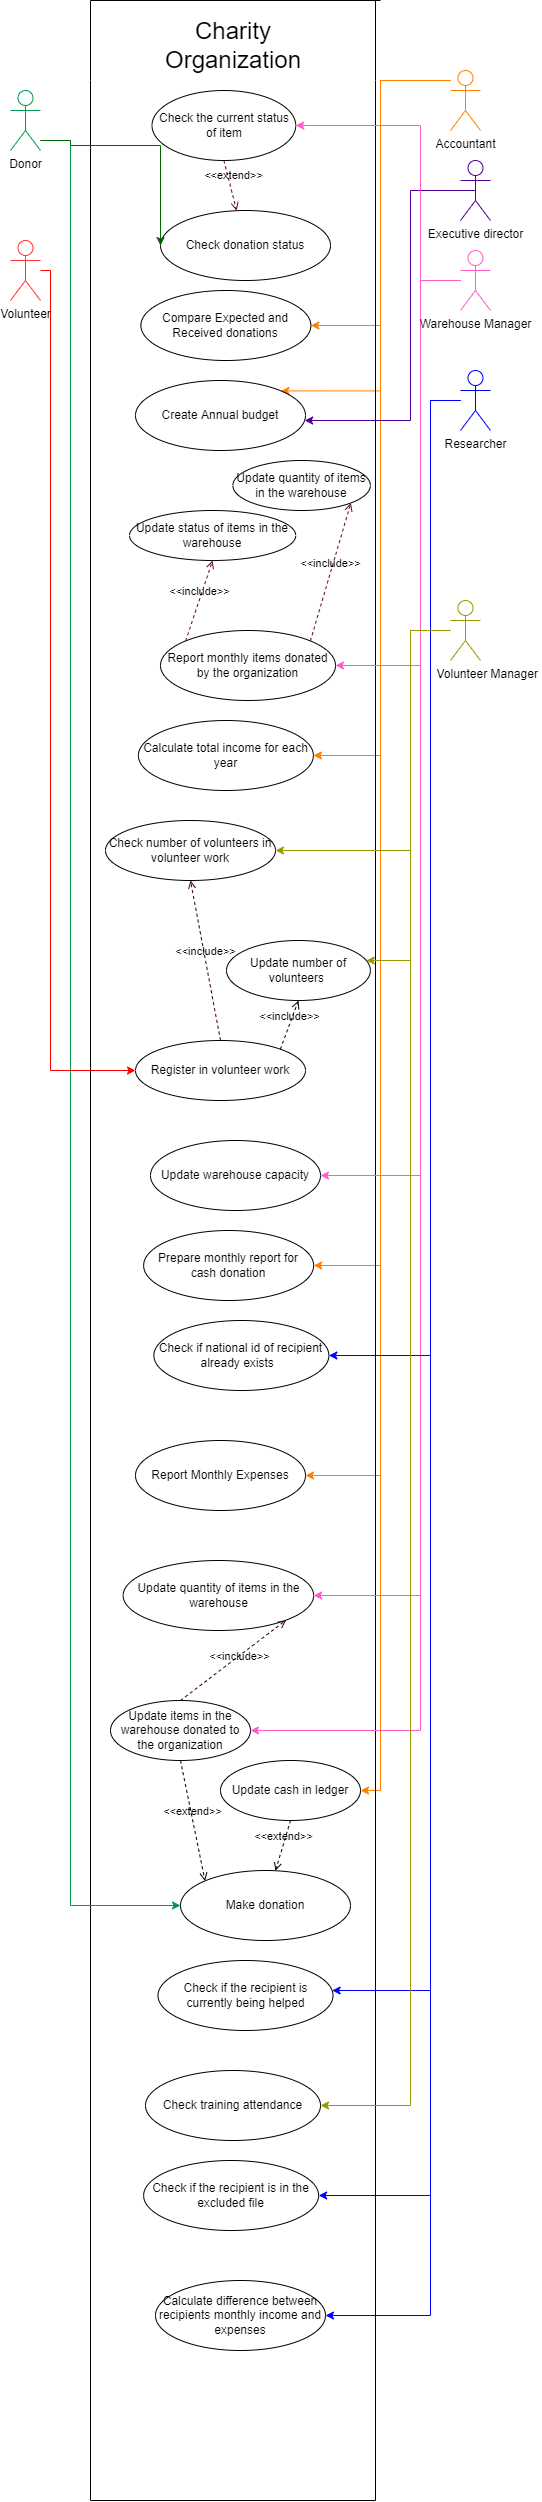 Charity
Organization
Check the current status
of item
Donor
Accountant
<<extend>>
Executive director
Check donation status
Volunteer
Compare Expected and
Received donations
Warehouse Manager
Create Annual budget
Researcher
Update quantity of items
in the warehouse
Update status of items in the
warehouse
<<include>>
<<include>>
Report monthly items donated
by the organization
Volunteer Manager
Calculate total income for each
year
Check number of volunteers in
volunteer work
<<include>>
Update number of
volunteers
<<include>>
Register in volunteer work
Update warehouse capacity
Prepare monthly report for
cash donation
Check if national id of recipient
already exists
Report Monthly Expenses
Update quantity of items in the
warehouse
<<include>>
Update items in the
warehouse donated to
the organization
Update cash in ledger
<<extend>>
<<extend>>
Make donation
Check if the recipient is
currently being helped
Check training attendance
Check if the recipient is in the
excluded file
Calculate difference between
recipients monthly income and
expenses